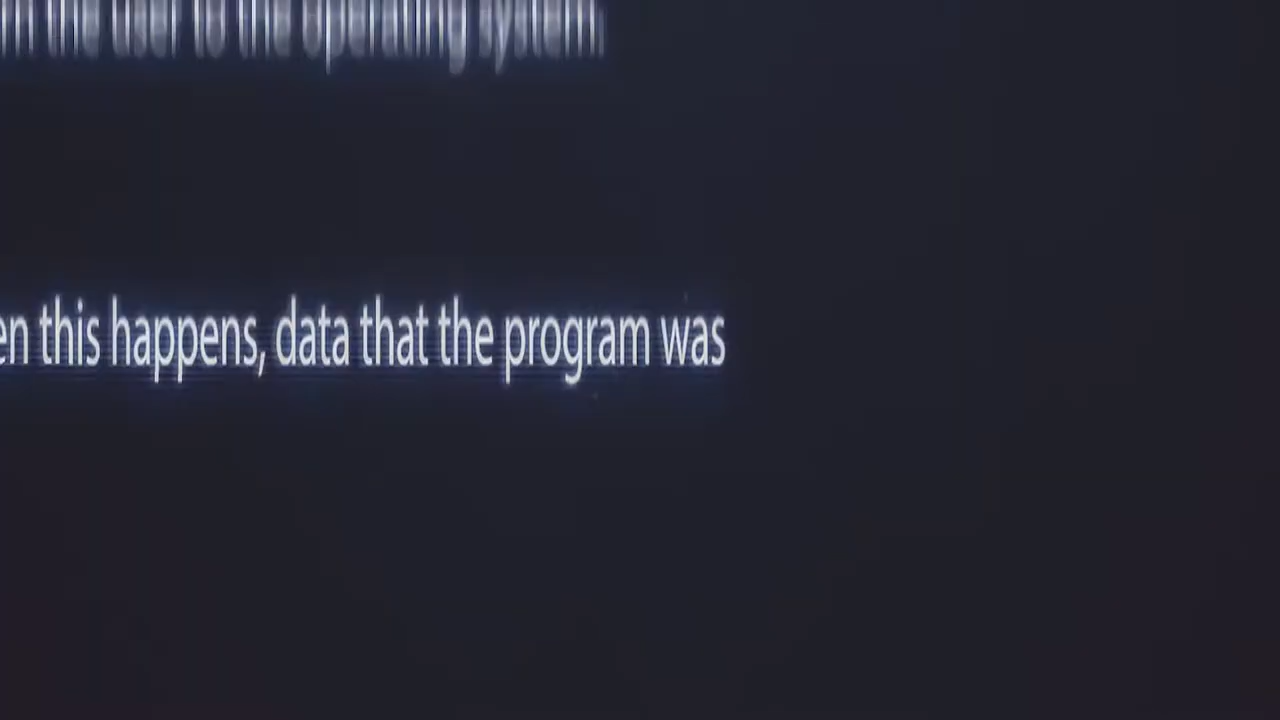 the user to the operating system.
en this happens, data that the program was